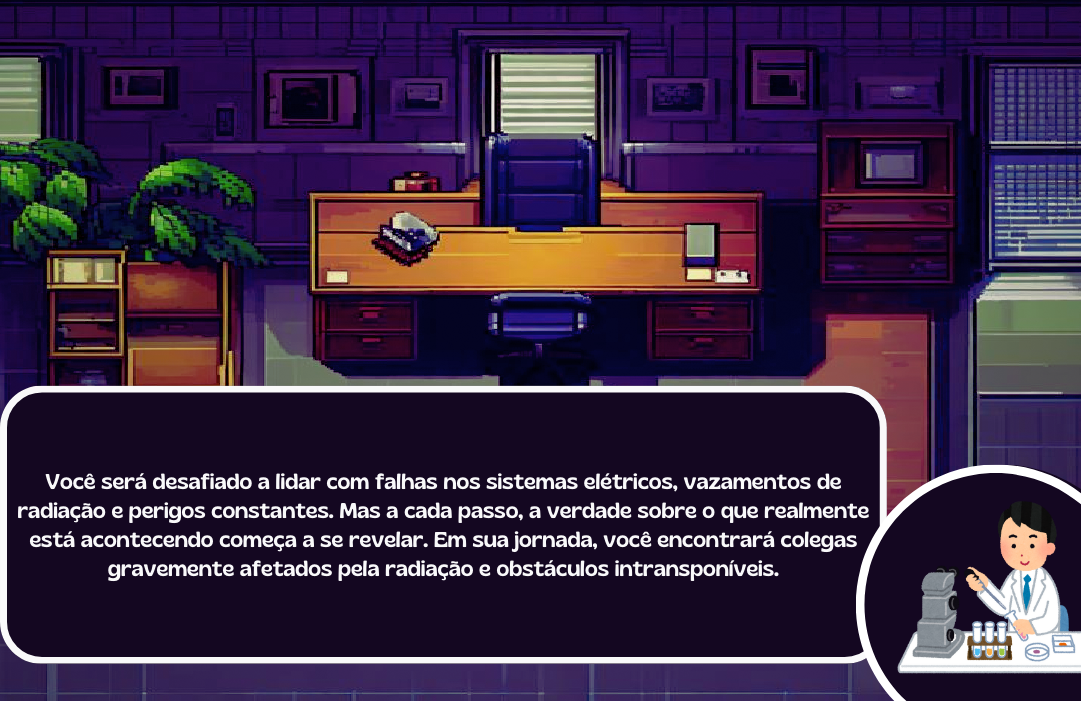 Você será desafiado a lidar com falhas nos sistemas elétricos, vazamentos de
radiação e perigos constantes. Mas a cada passo, a verdade sobre o que realmente
está acontecendo começa a se revelar. Em sua jornada, você encontrará colegas
gravemente afetados pela radiação e obstáculos intransponíveis.